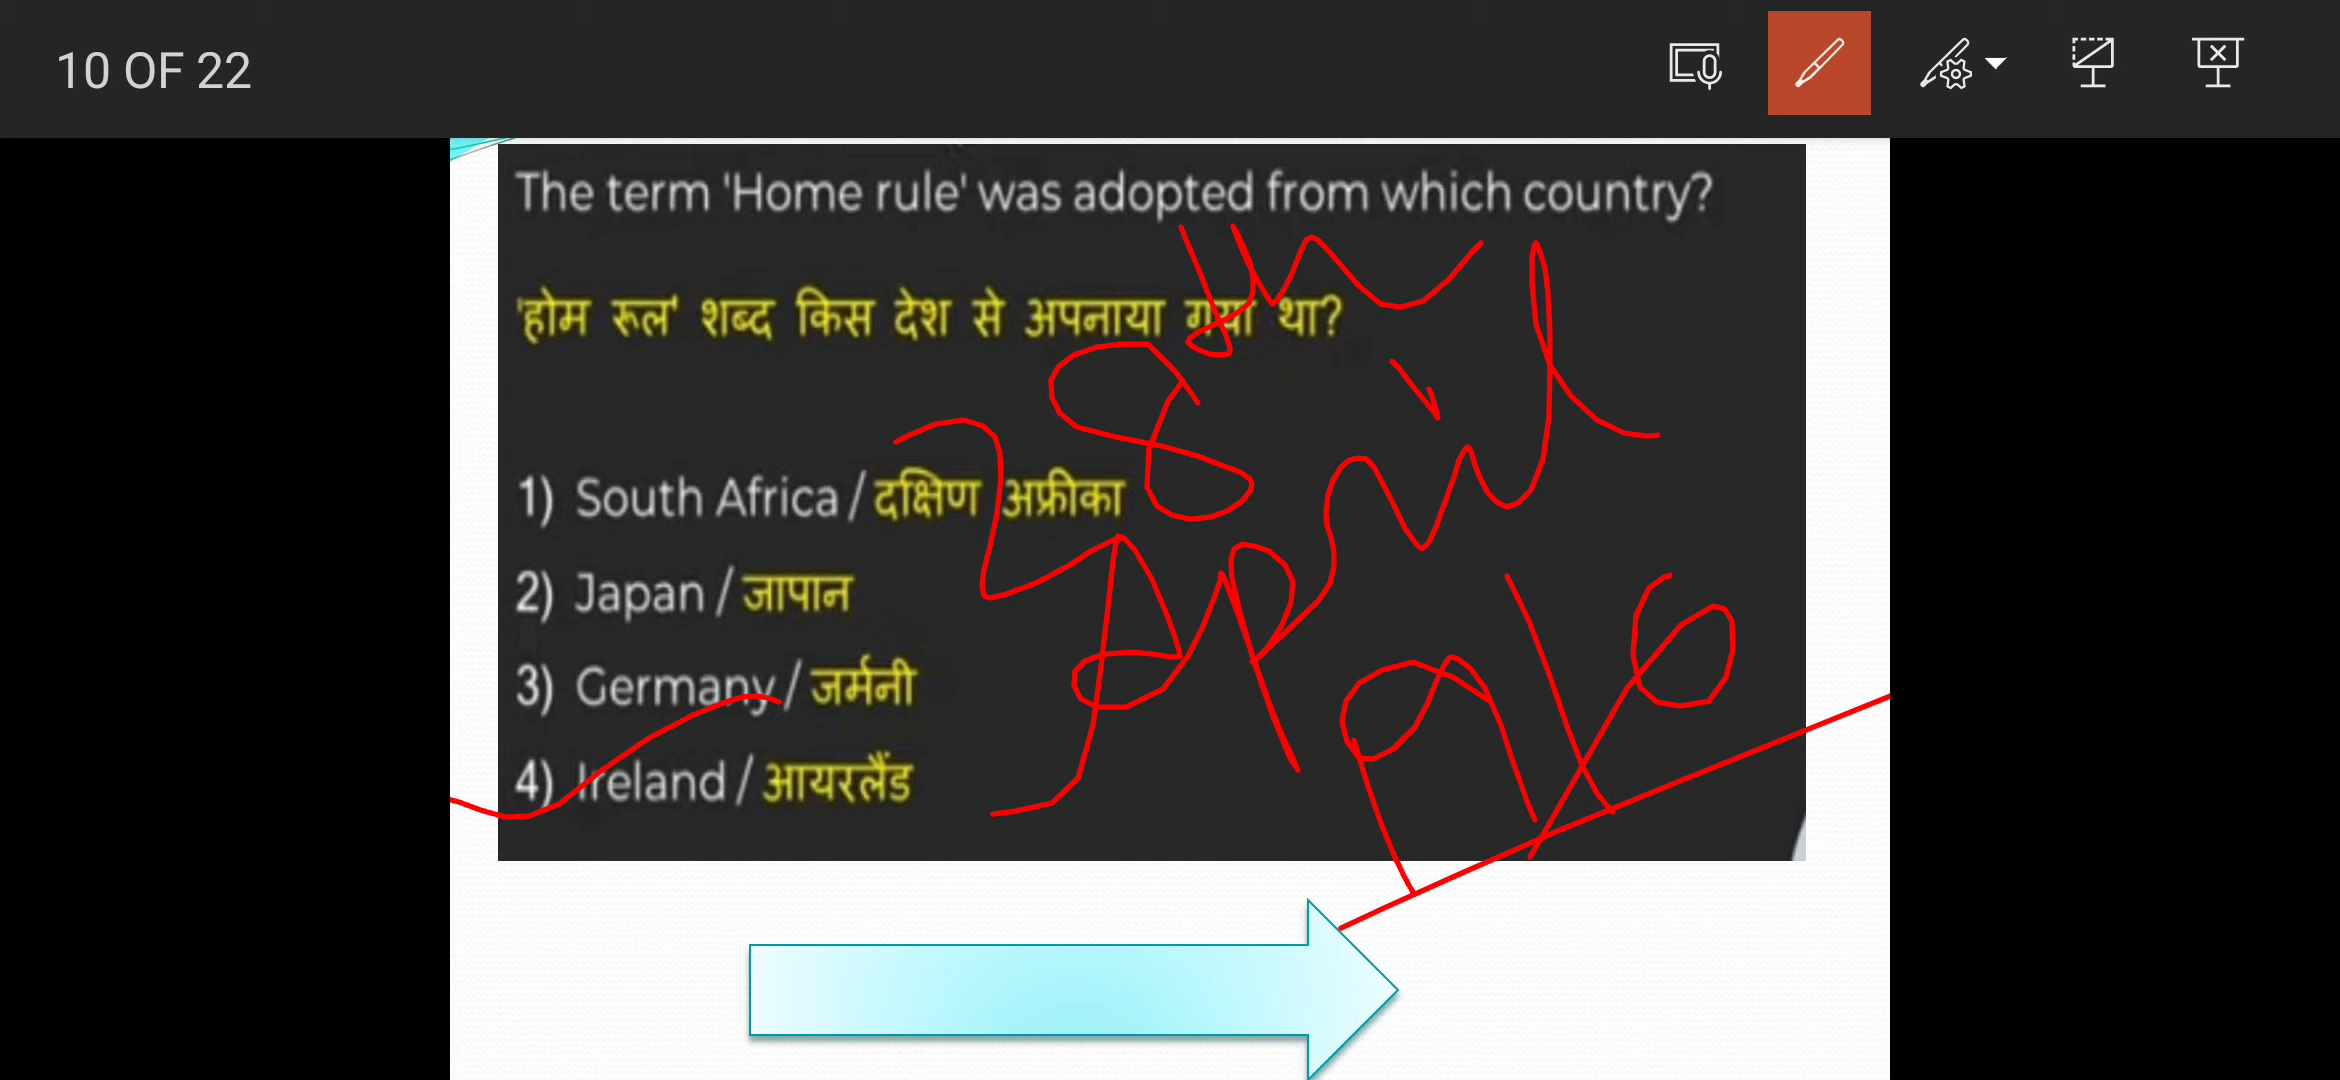 10 OF 22
The term 'Home rule' was adopted from which country?
'होम रूल' शब्द किस देश से अपनाया गया था?
1) South Africa / दक्षिण अफ्रीका
2) Japan / जापान
3) Germany / जर्मनी
4) Ireland / आयरलैंड